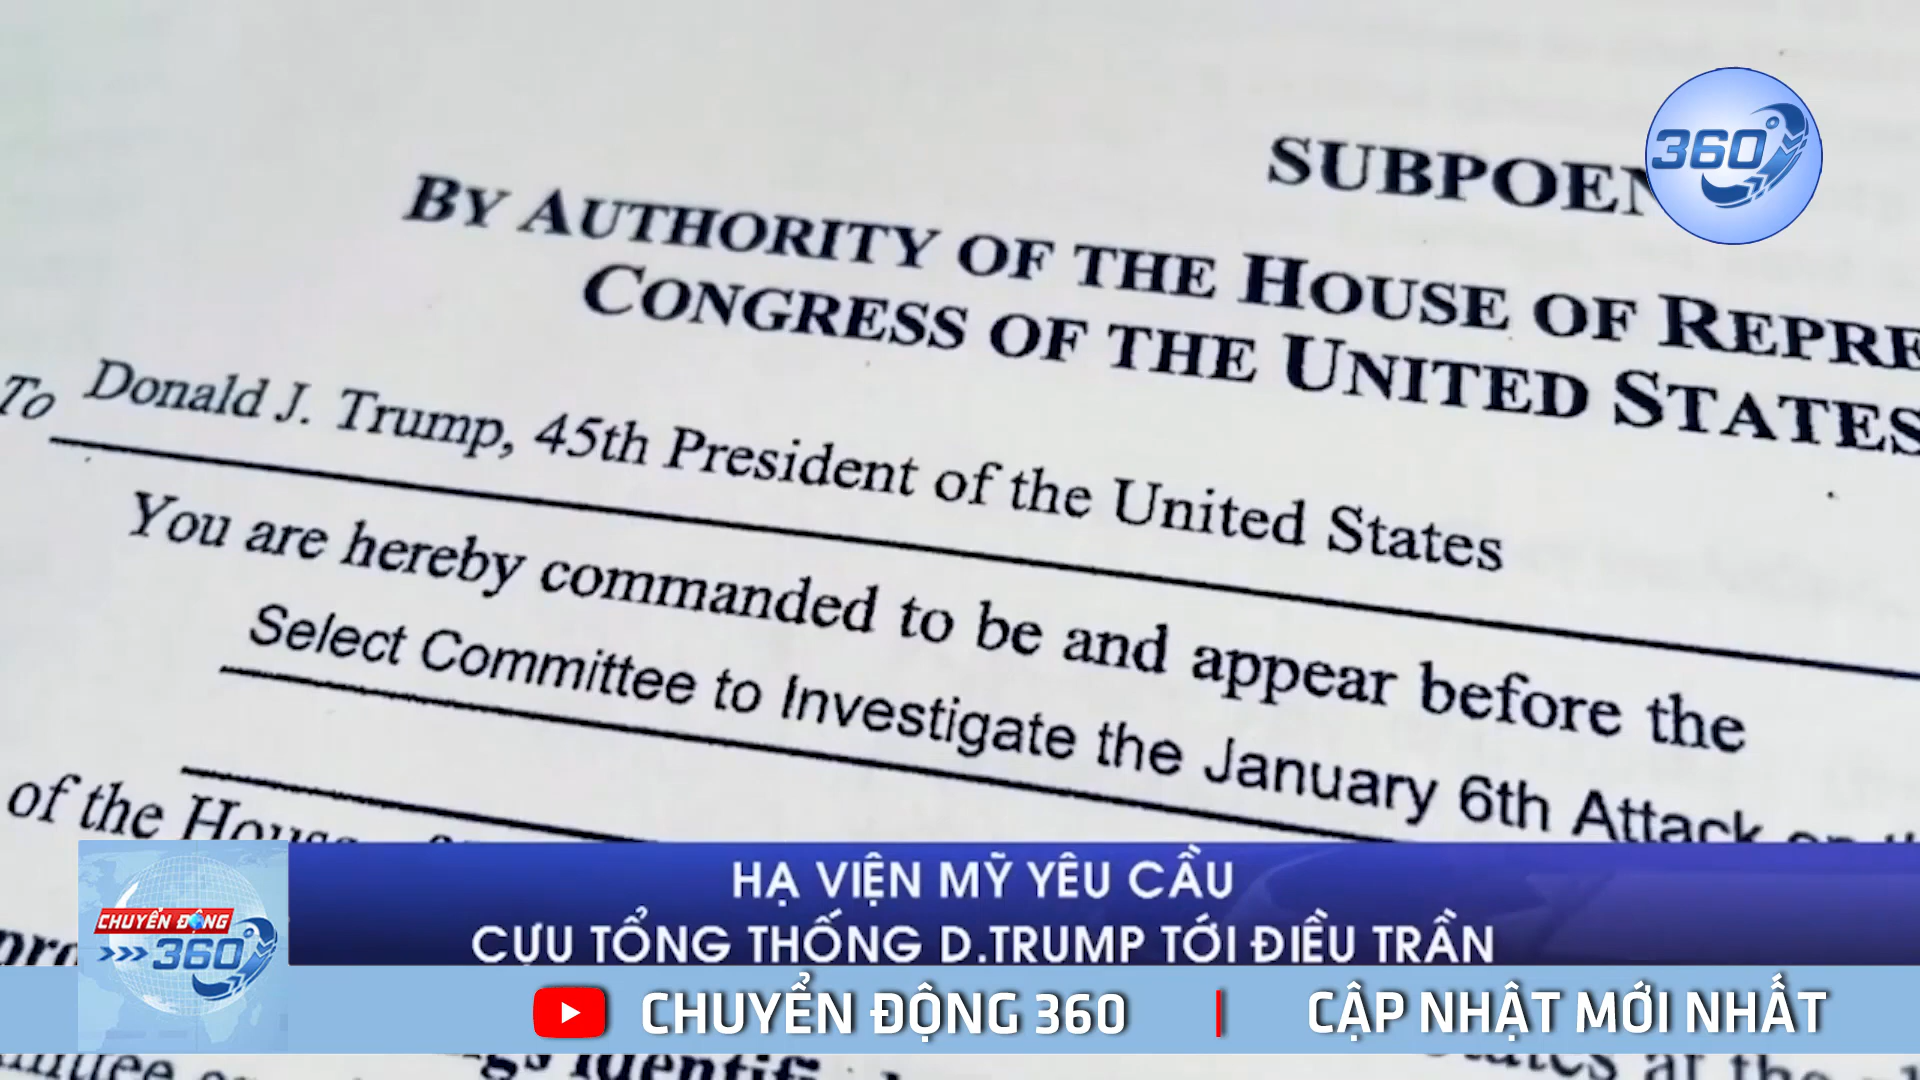 360°
SUBPOEN
BY AUTHORITY OF THE HOUSE OF REPRE
CONGRESS OF THE UNITED STATES
To Donald J. Trump, 45th President of the United States
You are hereby commanded to be and appear before the
Select Committee to Investigate the January 6th Attack on
of the House
HẠ VIỆN MỸ YÊU CẦU
CỰU TỔNG THỐNG D.TRUMP TỚI ĐIỀU TRẦN
CHUYỂN ĐỘNG
360°
CHUYỂN ĐỘNG 360 | CẬP NHẬT MỚI NHẤT